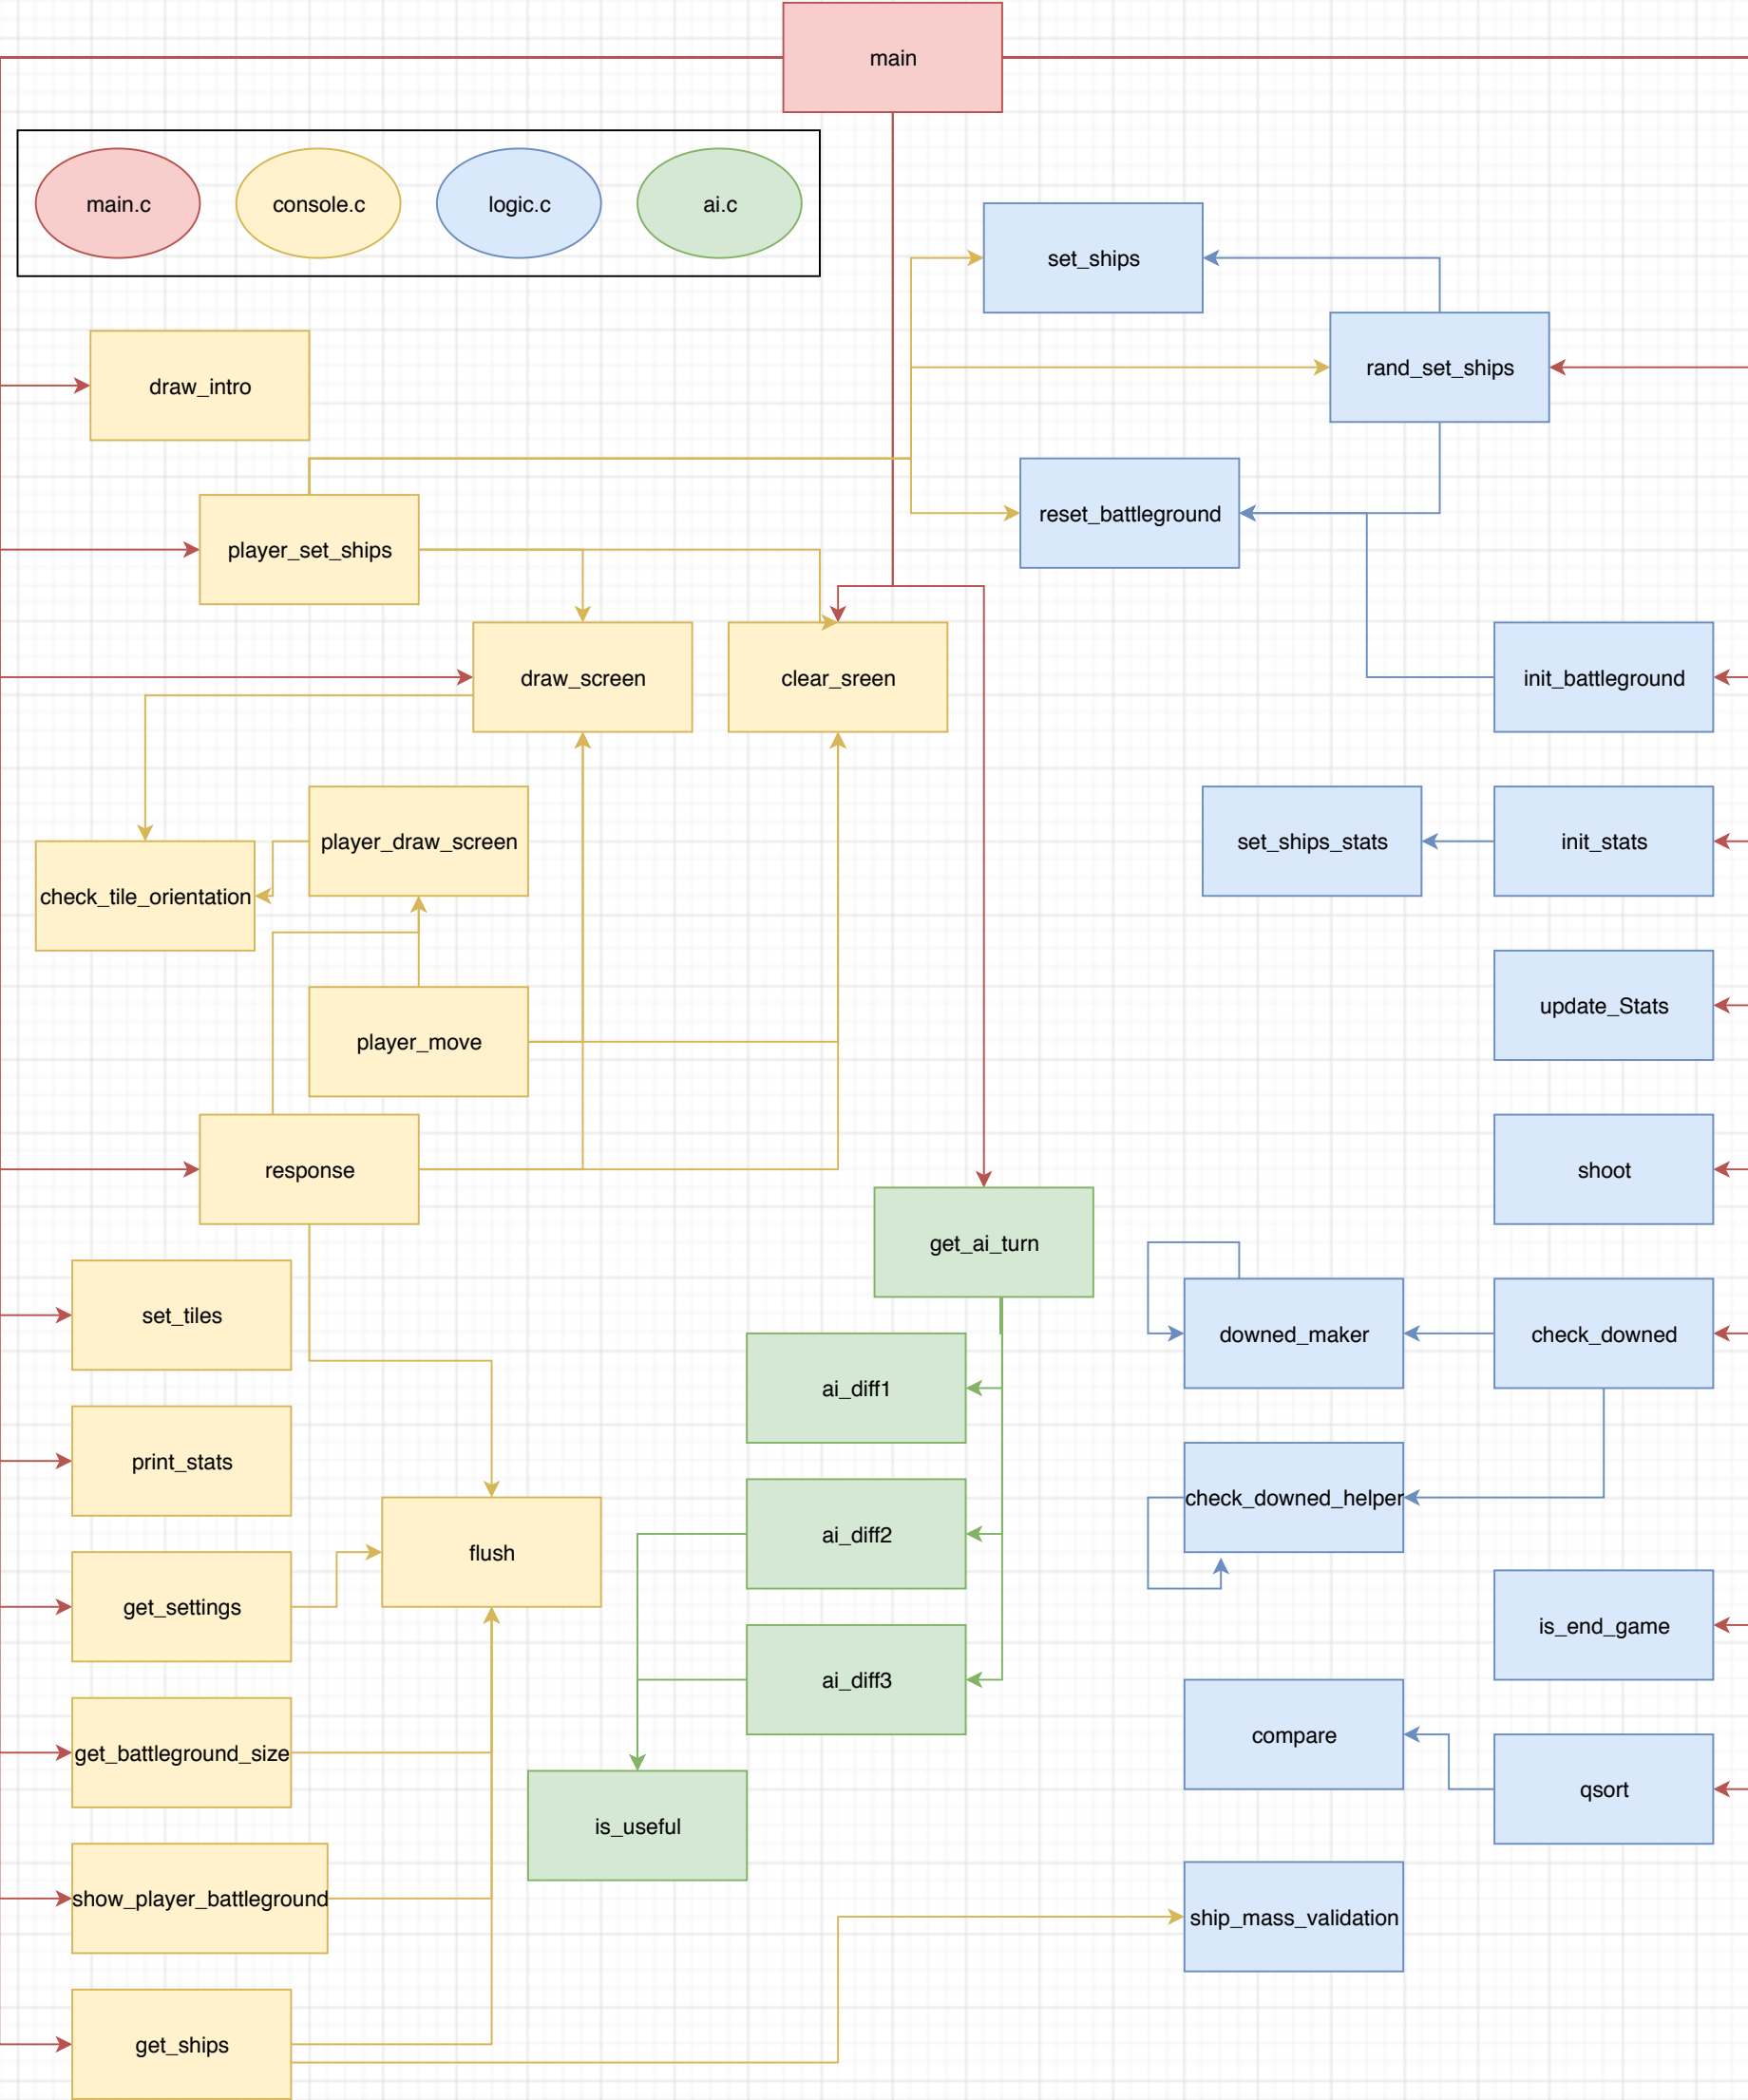 main
main.c
console.c
logic.c
ai.c
set_ships
rand_set_ships
draw_intro
reset_battleground
player_set_ships
draw_screen
clear_sreen
init_battleground
player_draw_screen
set_ships_stats
init_stats
check_tile_orientation
update_Stats
player_move
response
shoot
get_ai_turn
set_tiles
downed_maker
check_downed
ai_diff1
print_stats
check_downed_helper
ai_diff2
flush
get_settings
is_end_game
ai_diff3
compare
get_battleground_size
qsort
is_useful
show_player_battleground
ship_mass_validation
get_ships